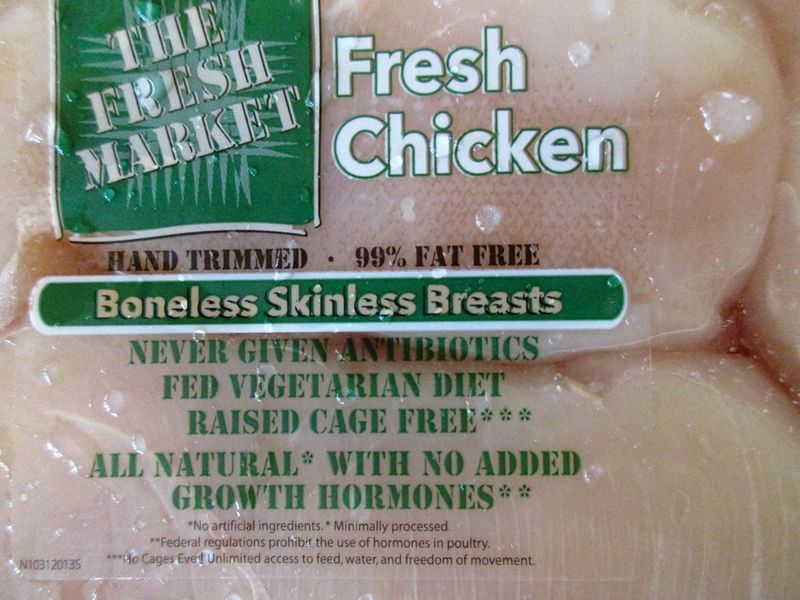 THE
FRESH
MARKET
Fresh
Chicken
HAND TRIMMED · 99% FAT FREE
Boneless Skinless Breasts
NEVER GIVEN ANTIBIOTICS
FED VEGETARIAN DIET
RAISED CAGE FREE***
ALL NATURAL* WITH NO ADDED
GROWTH HORMONES**
*No artificial ingredients.* Minimally processed.
**Federal regulations prohibit the use of hormones in poultry.
***No Cages Ever! Unlimited access to feed, water, and freedom of movement.
N10312013S